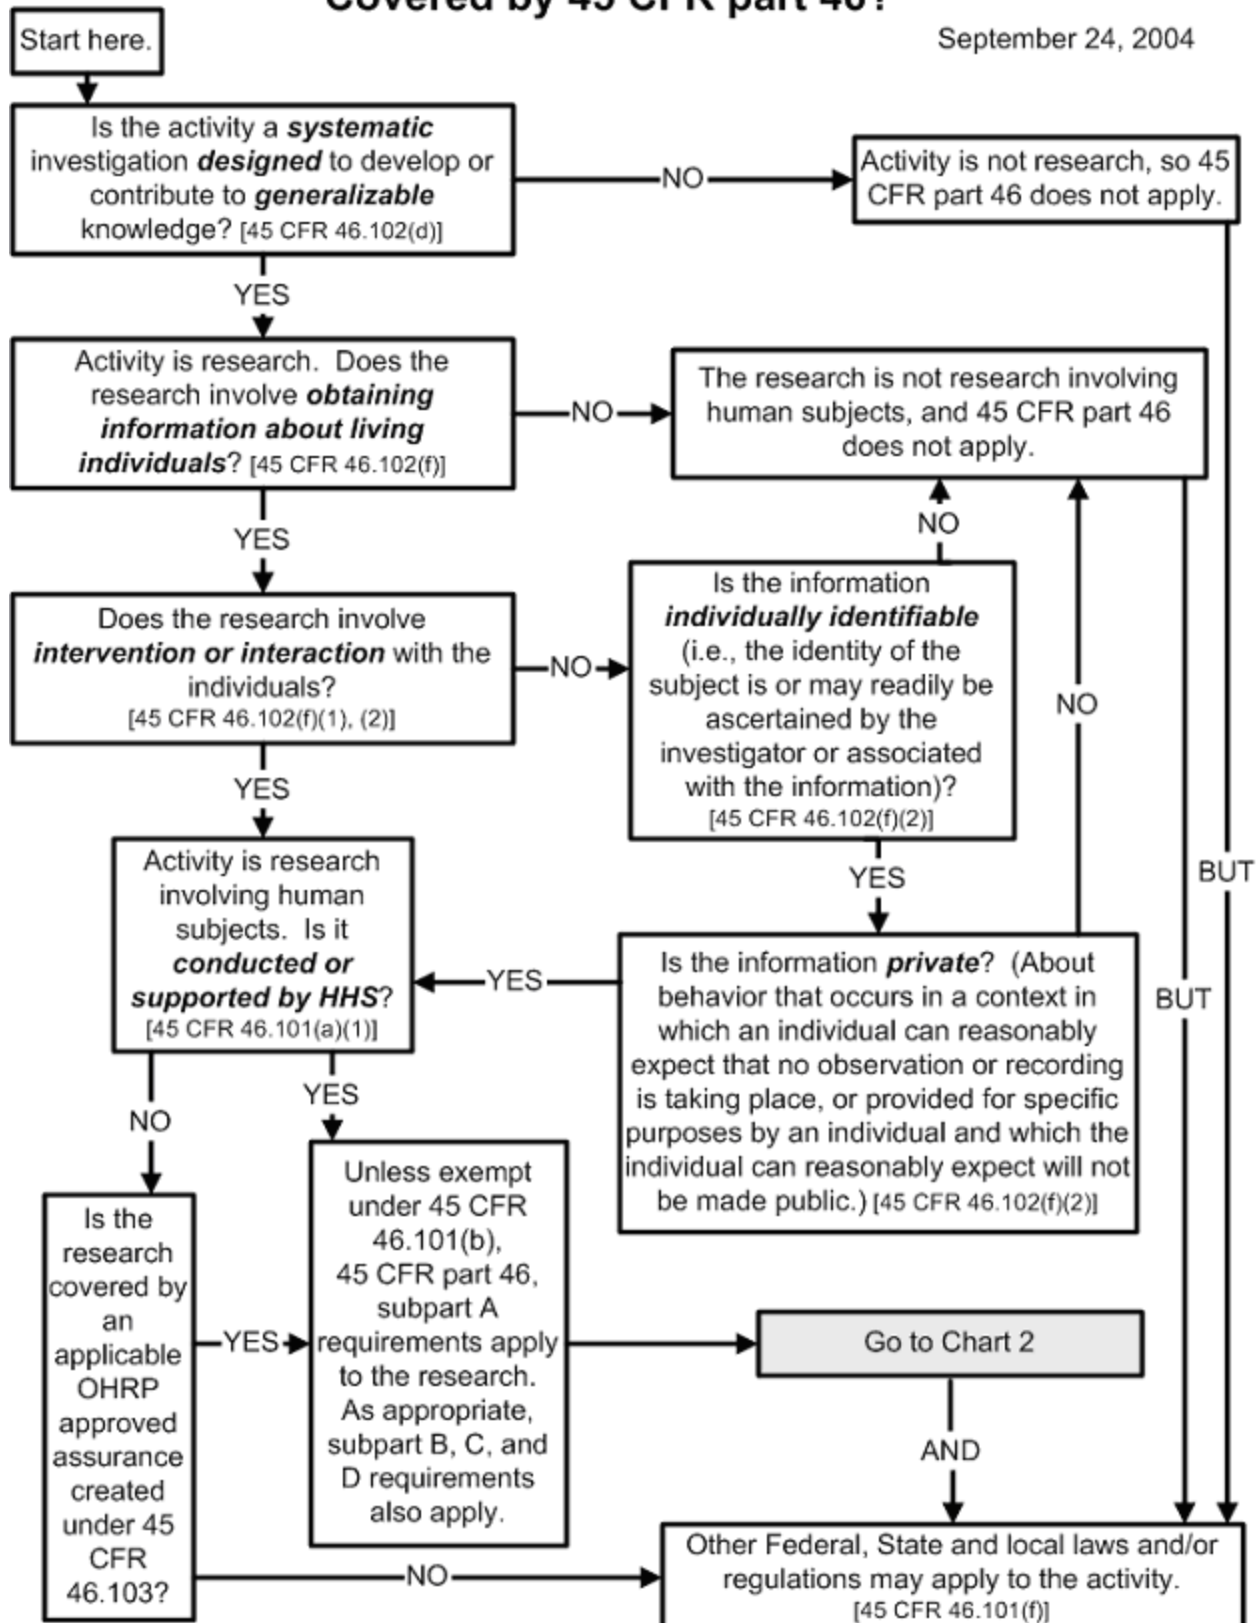 Covered by 45 CFR part 46?
Start here.
September 24, 2004
Is the activity a systematic
investigation designed to develop or
contribute to generalizable
knowledge? [45 CFR 46.102(d)]
NO
Activity is not research, so 45
CFR part 46 does not apply.
YES
Activity is research. Does the
research involve obtaining
information about living
individuals? [45 CFR 46.102(f)]
NO
The research is not research involving
human subjects, and 45 CFR part 46
does not apply.
YES
NO
Does the research involve
intervention or interaction with the
individuals?
[45 CFR 46.102(f)(1), (2)]
NO
Is the information
individually identifiable
(i.e., the identity of the
subject is or may readily be
ascertained by the
investigator or associated
with the information)?
[45 CFR 46.102(f)(2)]
NO
YES
YES
BUT
Activity is research
involving human
subjects. Is it
conducted or
supported by HHS?
[45 CFR 46.101(a)(1)]
YES
Is the information private? (About
behavior that occurs in a context in
which an individual can reasonably
expect that no observation or recording
is taking place, or provided for specific
purposes by an individual and which the
individual can reasonably expect will not
be made public.) [45 CFR 46.102(f)(2)]
BUT
NO
YES
Is the
research
covered by
an
applicable
OHRP
approved
assurance
created
under 45
CFR
46.103?
YES
Unless exempt
under 45 CFR
46.101(b),
45 CFR part 46,
subpart A
requirements apply
to the research.
As appropriate,
subpart B, C, and
D requirements
also apply.
Go to Chart 2
AND
NO
Other Federal, State and local laws and/or
regulations may apply to the activity.
[45 CFR 46.101(f)]